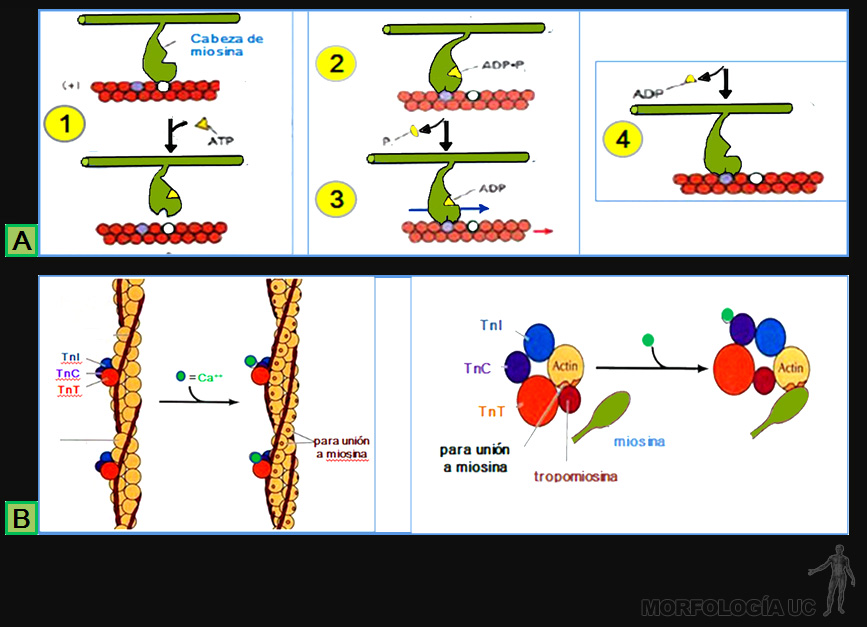 Cabeza de
miosina
(+)
1
ATP
2
ADP•P
P
3
ADP
ADP
4
A
TnI
TnC
TnT
=Ca++
para unión
a miosina
TnI
TnC
Actin
TnT
para unión
a miosina
miosina
tropomiosina
Actin
B
MORFOLOGÍA UC